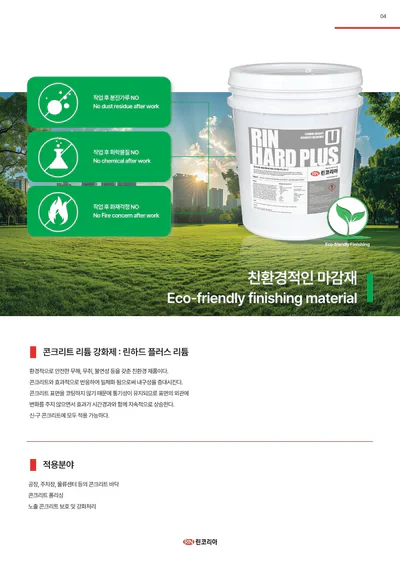 04
작업 후 분진가루 NO
No dust residue after work
작업 후 화학물질 NO
No chemical after work
작업 후 화재걱정 NO
No Fire concern after work
RIN
HARD PLUS
Li
린코리아
Eco-friendly Finishing
친환경적인 마감재
Eco-friendly finishing material
콘크리트 리튬 강화제 : 린하드 플러스 리튬
환경적으로 안전한 무해, 무취, 불연성 등을 갖춘 친환경 제품이다.
콘크리트와 효과적으로 반응하여 일체화 됨으로써 내구성을 증대시킨다.
콘크리트 표면을 코팅하지 않기 때문에 통기성이 유지되므로 표면의 외관에
변화를 주지 않으면서 효과가 시간경과와 함께 지속적으로 상승한다.
신·구 콘크리트에 모두 적용 가능하다.
적용분야
공장, 주차장, 물류센터 등의 콘크리트 바닥
콘크리트 폴리싱
노출 콘크리트 보호 및 강화처리
RIN 린코리아